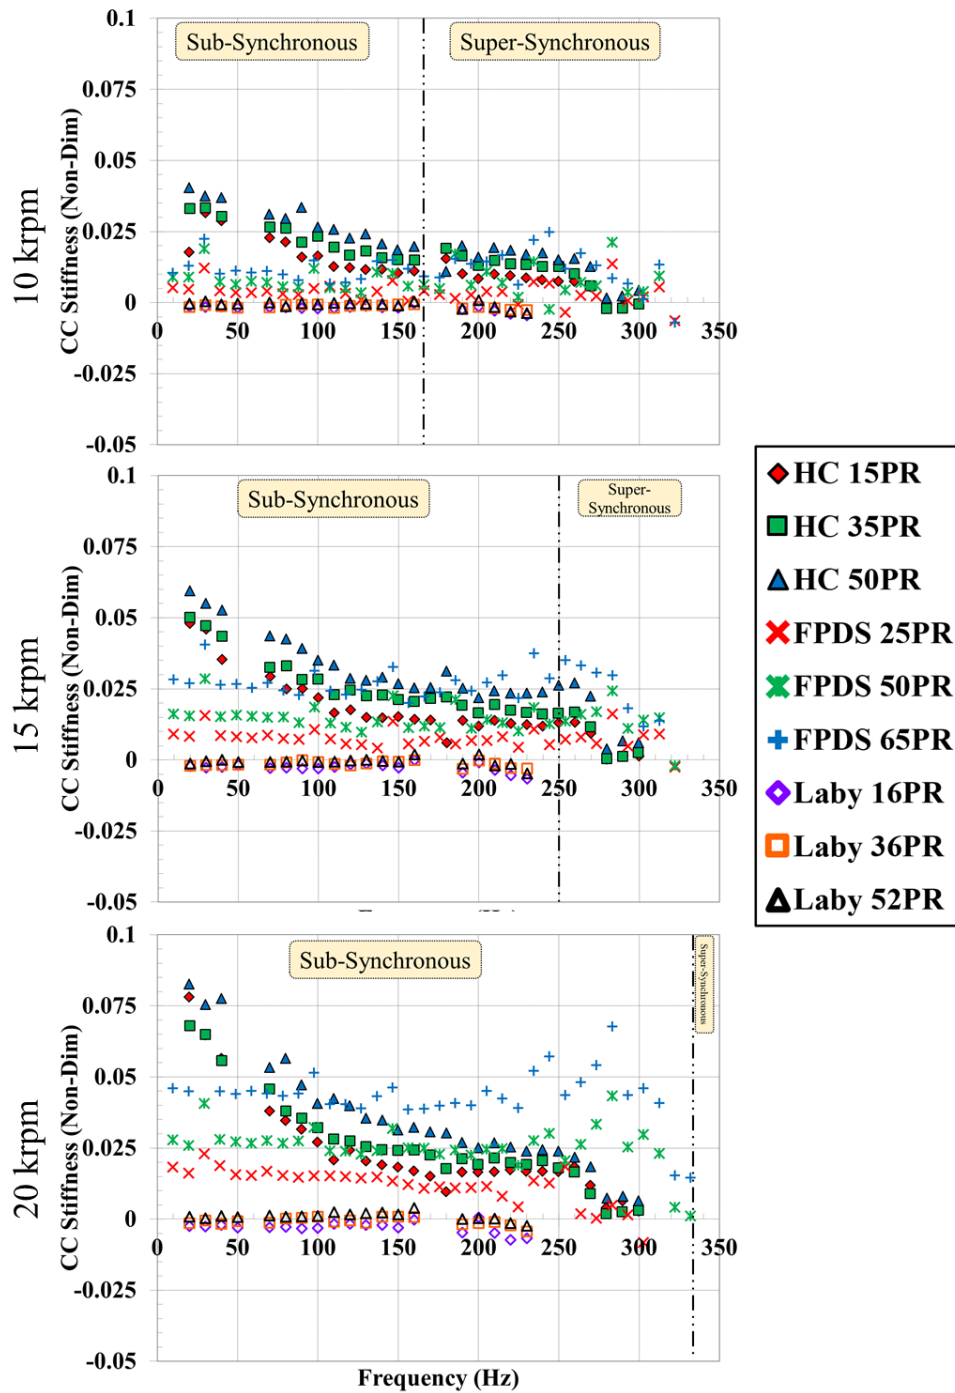 10 krpm
CC Stiffness (Non-Dim)
0.1
0.075
0.05
0.025
0
-0.025
-0.05
Sub-Synchronous
Super-Synchronous
0 50 100 150 200 250 300 350
15 krpm
CC Stiffness (Non-Dim)
0.1
0.075
0.05
0.025
0
-0.025
-0.05
Sub-Synchronous
Super-
Synchronous
0 50 100 150 200 250 300 350
20 krpm
CC Stiffness (Non-Dim)
0.1
0.075
0.05
0.025
0
-0.025
-0.05
Sub-Synchronous
Super-Synchronous
0 50 100 150 200 250 300 350
Frequency (Hz)
HC 15PR
HC 35PR
HC 50PR
FPDS 25PR
FPDS 50PR
FPDS 65PR
Laby 16PR
Laby 36PR
Laby 52PR